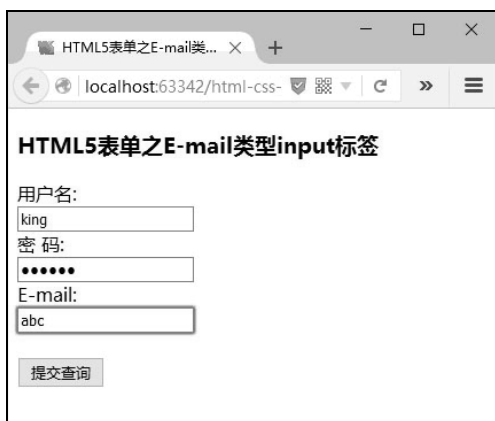 HTML5表单之E-mail类...
localhost:63342/html-css-
HTML5表单之E-mail类型input标签
用户名:
king
密 码:
••••••
E-mail:
abc
提交查询